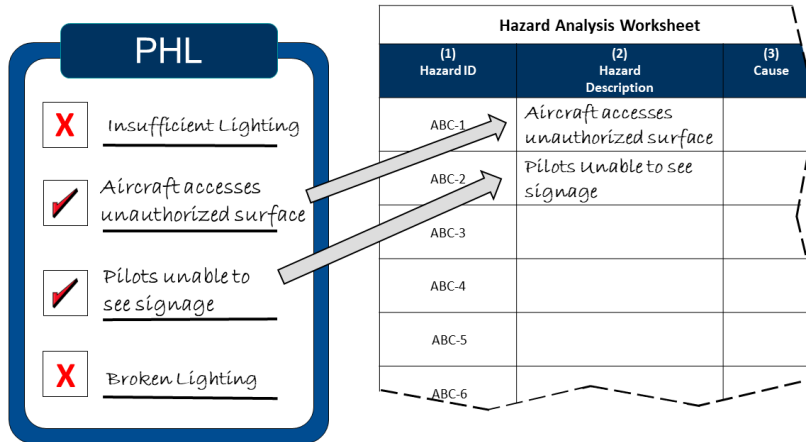 PHL
X
Insufficient Lighting
Aircraft accesses
unauthorized surface
Pilots unable to
see signage
X
Broken Lighting
Hazard Analysis Worksheet
(1)
Hazard ID
(2)
Hazard
Description
(3)
Cause
ABC-1
Aircraft accesses
unauthorized surface
ABC-2
Pilots Unable to see
signage
ABC-3
ABC-4
ABC-5
ABC-6